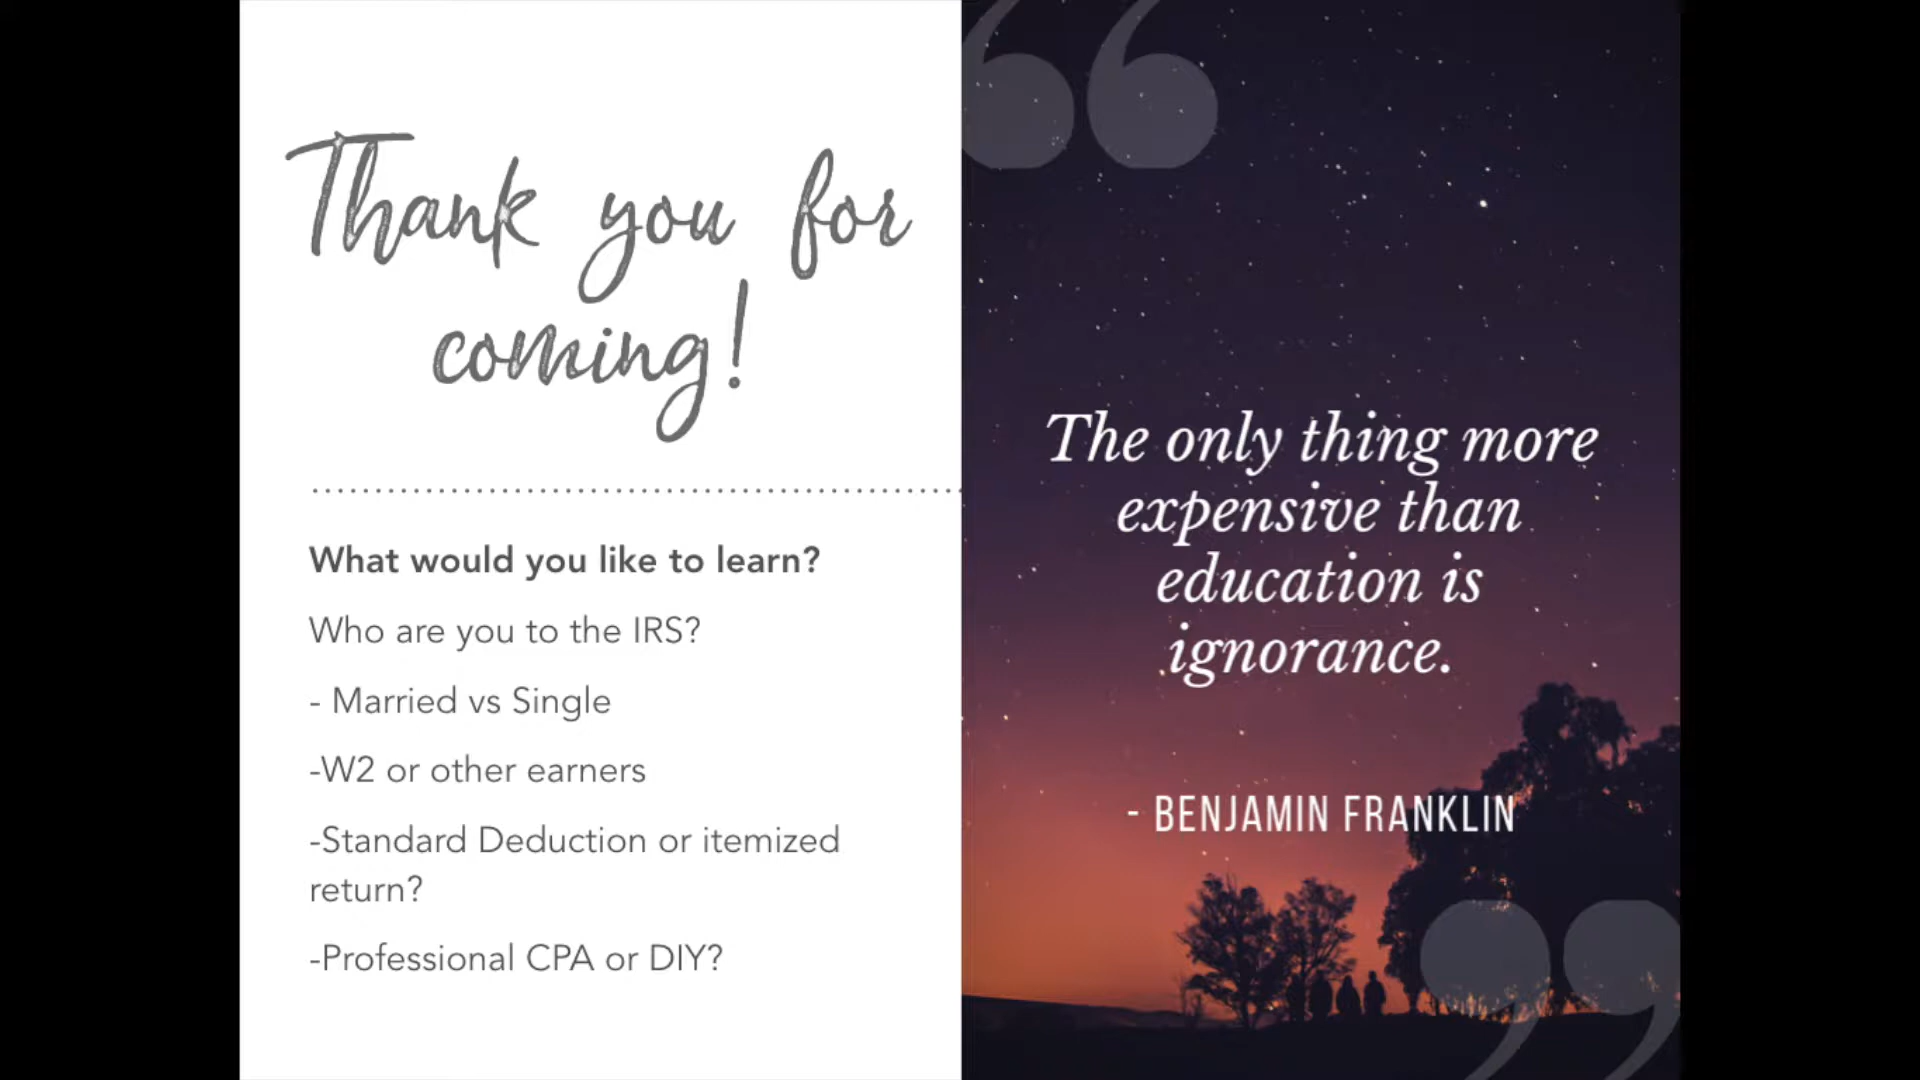 Thank you for
coming!
What would you like to learn?
Who are you to the IRS?
- Married vs Single
-W2 or other earners
-Standard Deduction or itemized
return?
-Professional CPA or DIY?
“
The only thing more
expensive than
education is
ignorance.
- BENJAMIN FRANKLIN
”